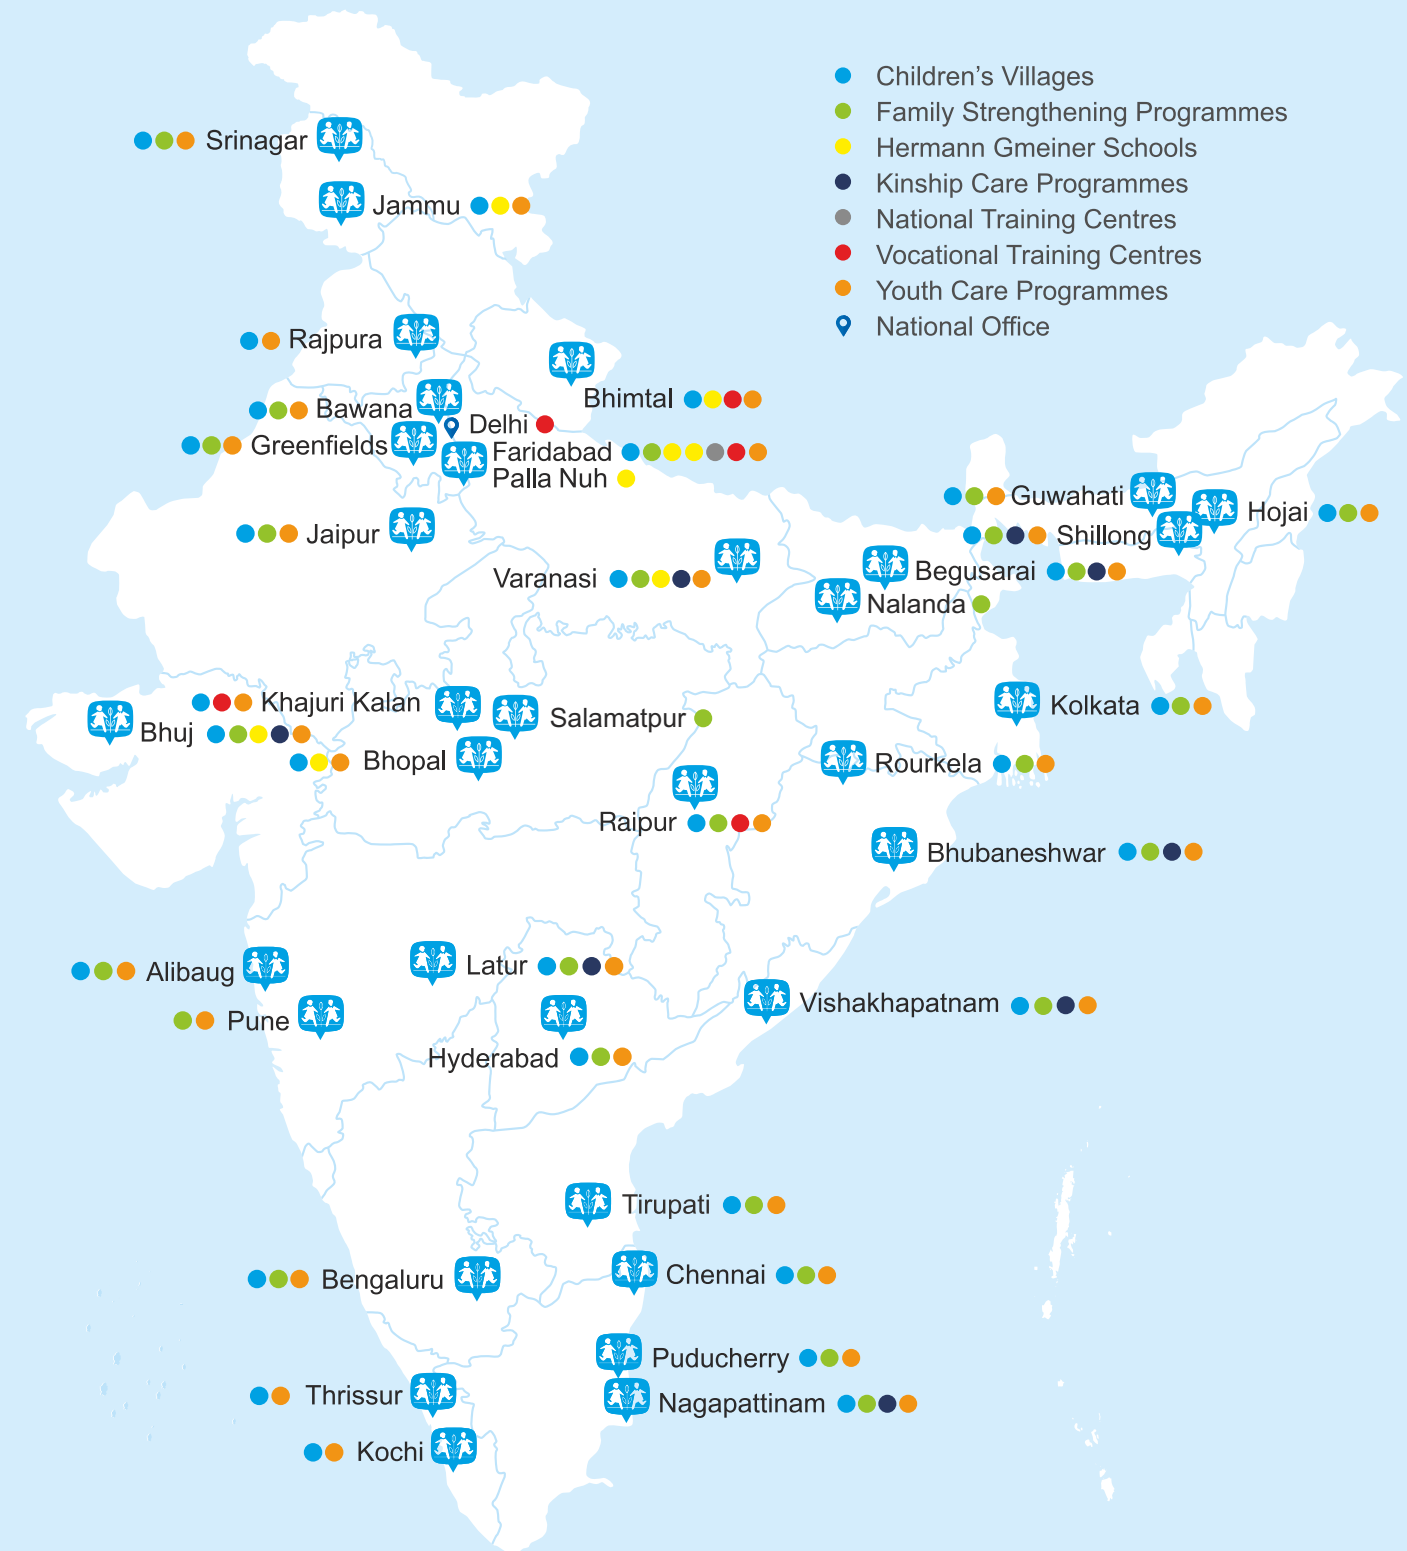 Children's Villages
Family Strengthening Programmes
Hermann Gmeiner Schools
Kinship Care Programmes
National Training Centres
Vocational Training Centres
Youth Care Programmes
National Office
Srinagar
Jammu
Rajpura
Bhimtal
Bawana
Delhi
Greenfields
Faridabad
Palla Nuh
Guwahati
Hojai
Jaipur
Shillong
Varanasi
Begusarai
Nalanda
Khajuri Kalan
Salamatpur
Kolkata
Bhuj
Bhopal
Rourkela
Raipur
Bhubaneshwar
Alibaug
Latur
Vishakhapatnam
Pune
Hyderabad
Tirupati
Bengaluru
Chennai
Puducherry
Thrissur
Nagapattinam
Kochi